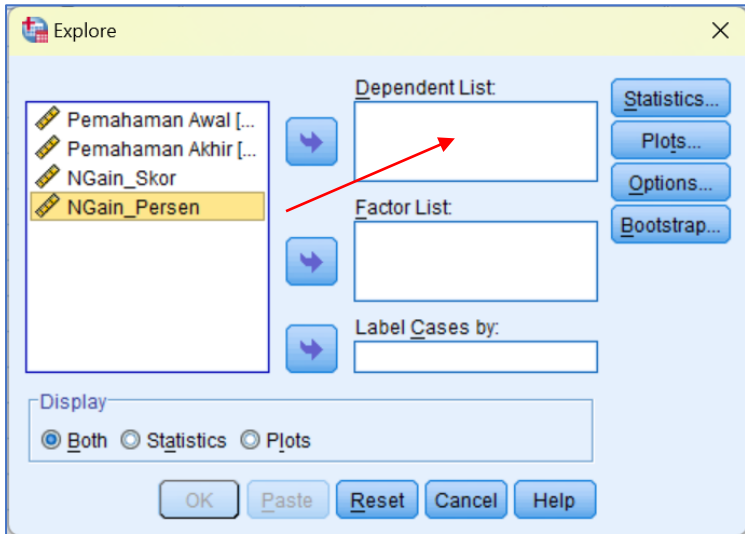 Explore
Dependent List:
Statistics...
Pemahaman Awal [...
Pemahaman Akhir [...
NGain_Skor
NGain_Persen
Plots...
Options...
Factor List:
Bootstrap...
Label Cases by:
Display
Both Statistics Plots
OK Paste Reset Cancel Help